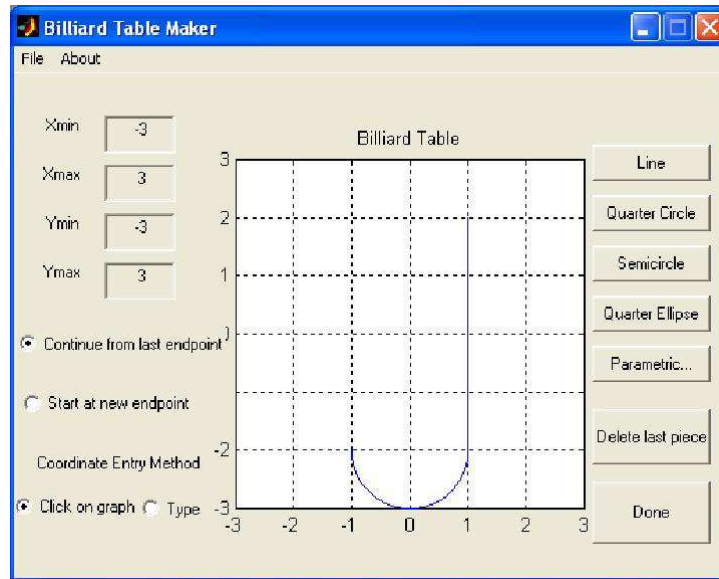 Billiard Table Maker
File About
Xmin -3
Xmax 3
Ymin -3
Ymax 3
Continue from last endpoint
Start at new endpoint
Coordinate Entry Method
Click on graph Type
Billiard Table
3
2
1
0
-2
-3
-3 -2 -1 0 1 2 3
Line
Quarter Circle
Semicircle
Quarter Ellipse
Parametric...
Delete last piece
Done